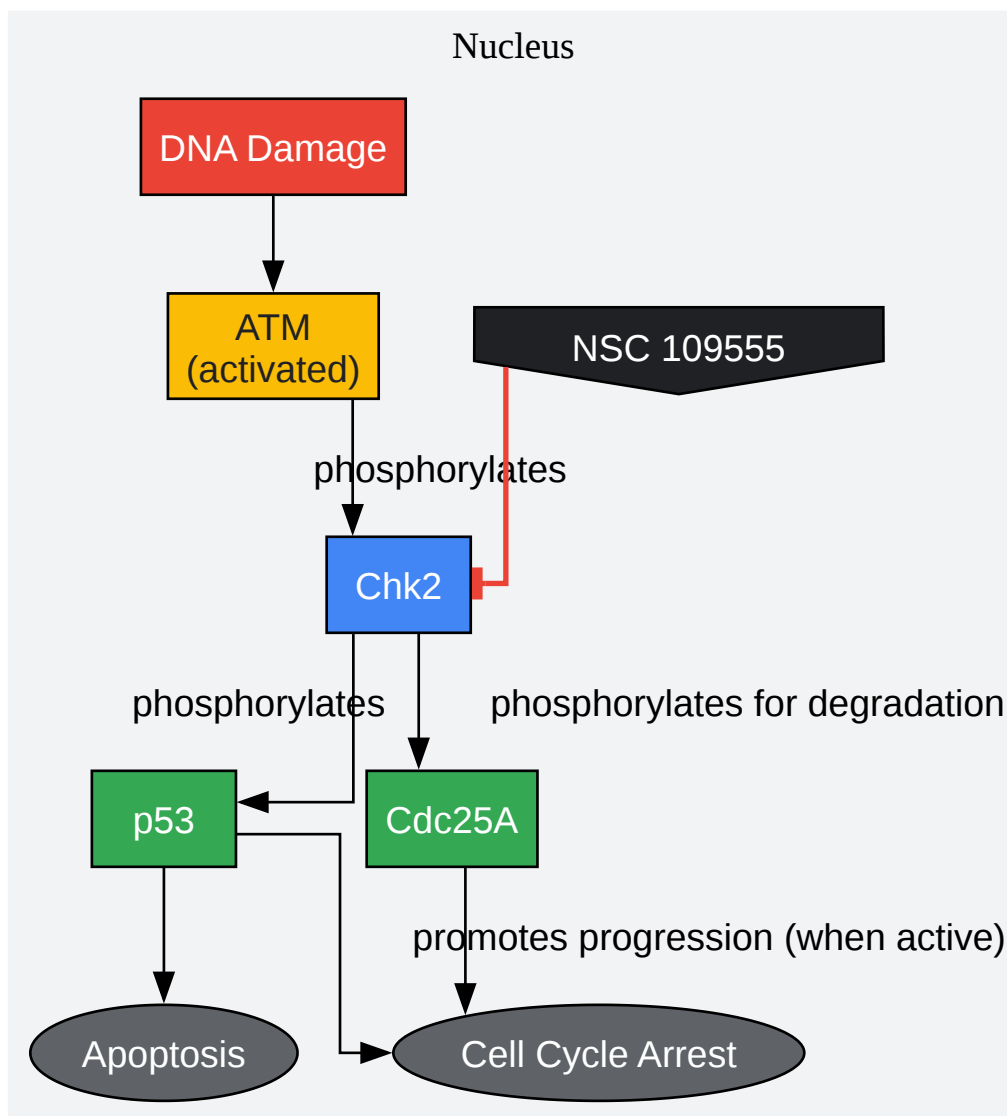 Nucleus
DNA Damage
ATM
(activated)
NSC 109555
phosphorylates
Chk2
phosphorylates
phosphorylates for degradation
p53
Cdc25A
promotes progression (when active)
Apoptosis
Cell Cycle Arrest